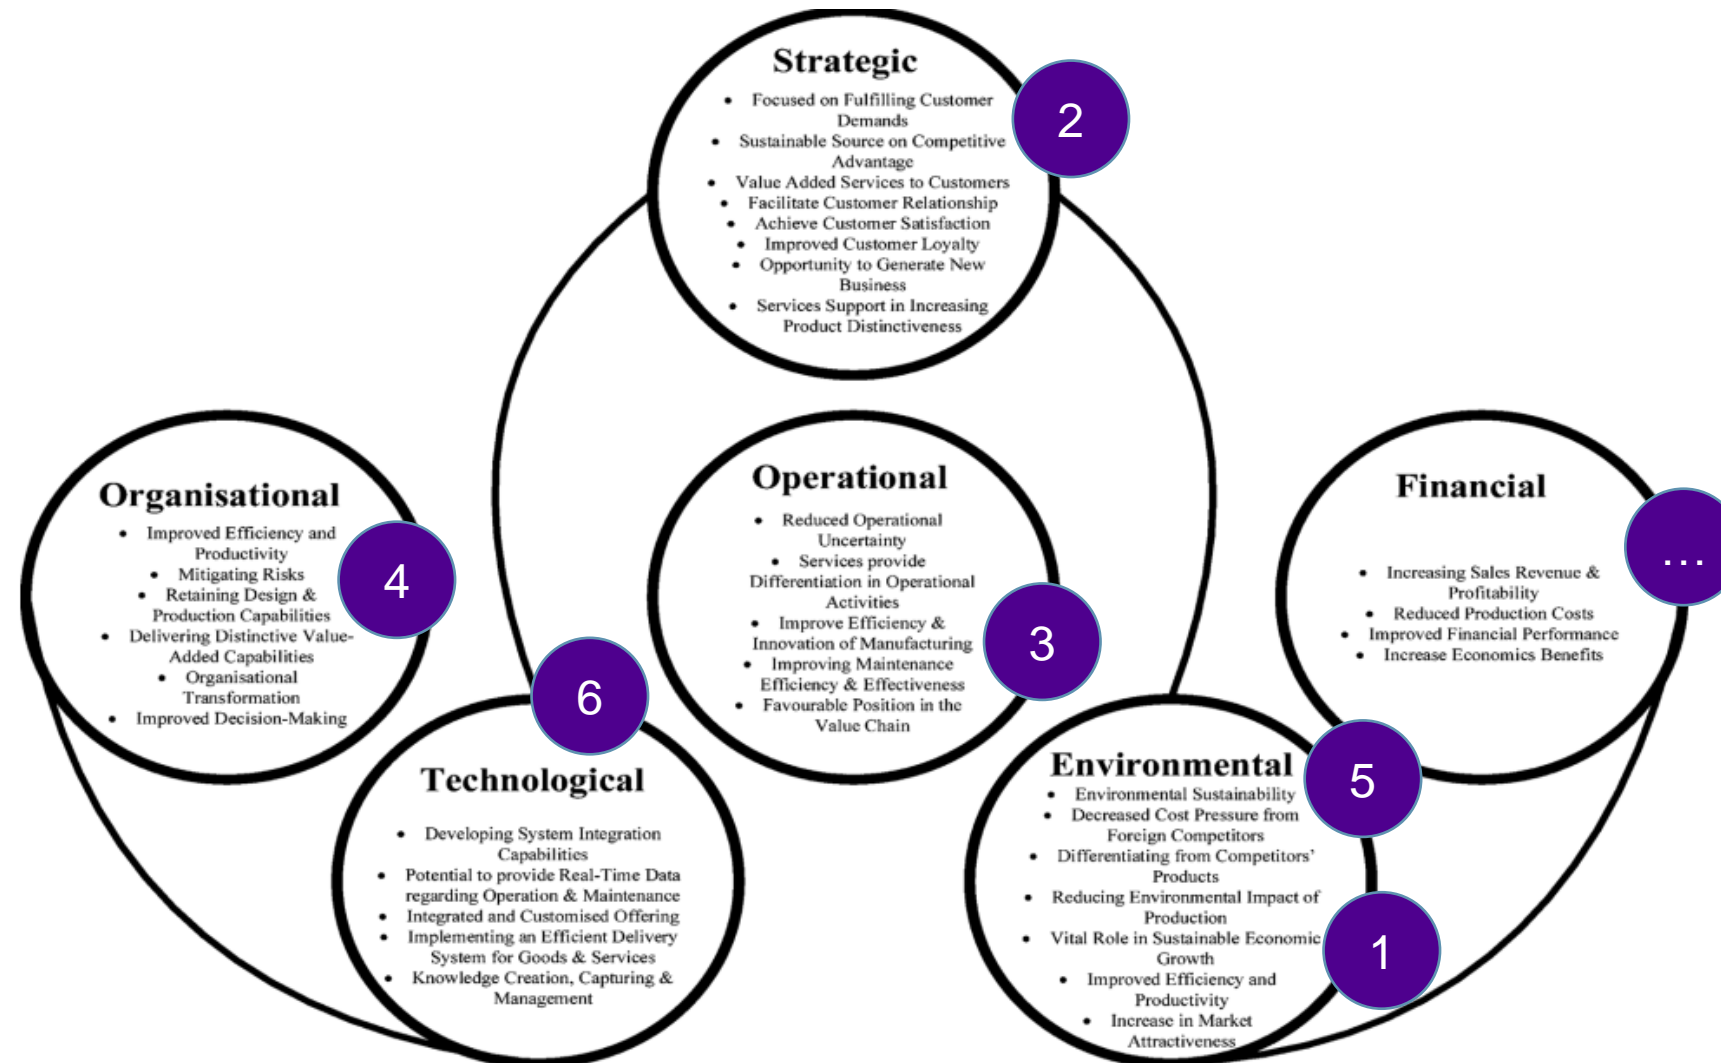 Strategic
• Focused on Fulfilling Customer
Demands
• Sustainable Source on Competitive
Advantage
• Value Added Services to Customers
• Facilitate Customer Relationship
• Achieve Customer Satisfaction
• Improved Customer Loyalty
• Opportunity to Generate New
Business
• Services Support in Increasing
Product Distinctiveness
2
Organisational
• Improved Efficiency and
Productivity
• Mitigating Risks
• Retaining Design &
Production Capabilities
• Delivering Distinctive Value-
Added Capabilities
• Organisational
Transformation
• Improved Decision-Making
4
Operational
• Reduced Operational
Uncertainty
• Services provide
Differentiation in Operational
Activities
• Improve Efficiency &
Innovation of Manufacturing
• Improving Maintenance
Efficiency & Effectiveness
• Favourable Position in the
Value Chain
3
Financial
• Increasing Sales Revenue &
Profitability
• Reduced Production Costs
• Improved Financial Performance
• Increase Economics Benefits
...
6
Technological
• Developing System Integration
Capabilities
• Potential to provide Real-Time Data
regarding Operation & Maintenance
• Integrated and Customised Offering
• Implementing an Efficient Delivery
System for Goods & Services
• Knowledge Creation, Capturing &
Management
Environmental
• Environmental Sustainability
• Decreased Cost Pressure from
Foreign Competitors
• Differentiating from Competitors'
Products
• Reducing Environmental Impact of
Production
• Vital Role in Sustainable Economic
Growth
• Improved Efficiency and
Productivity
• Increase in Market
Attractiveness
5
1